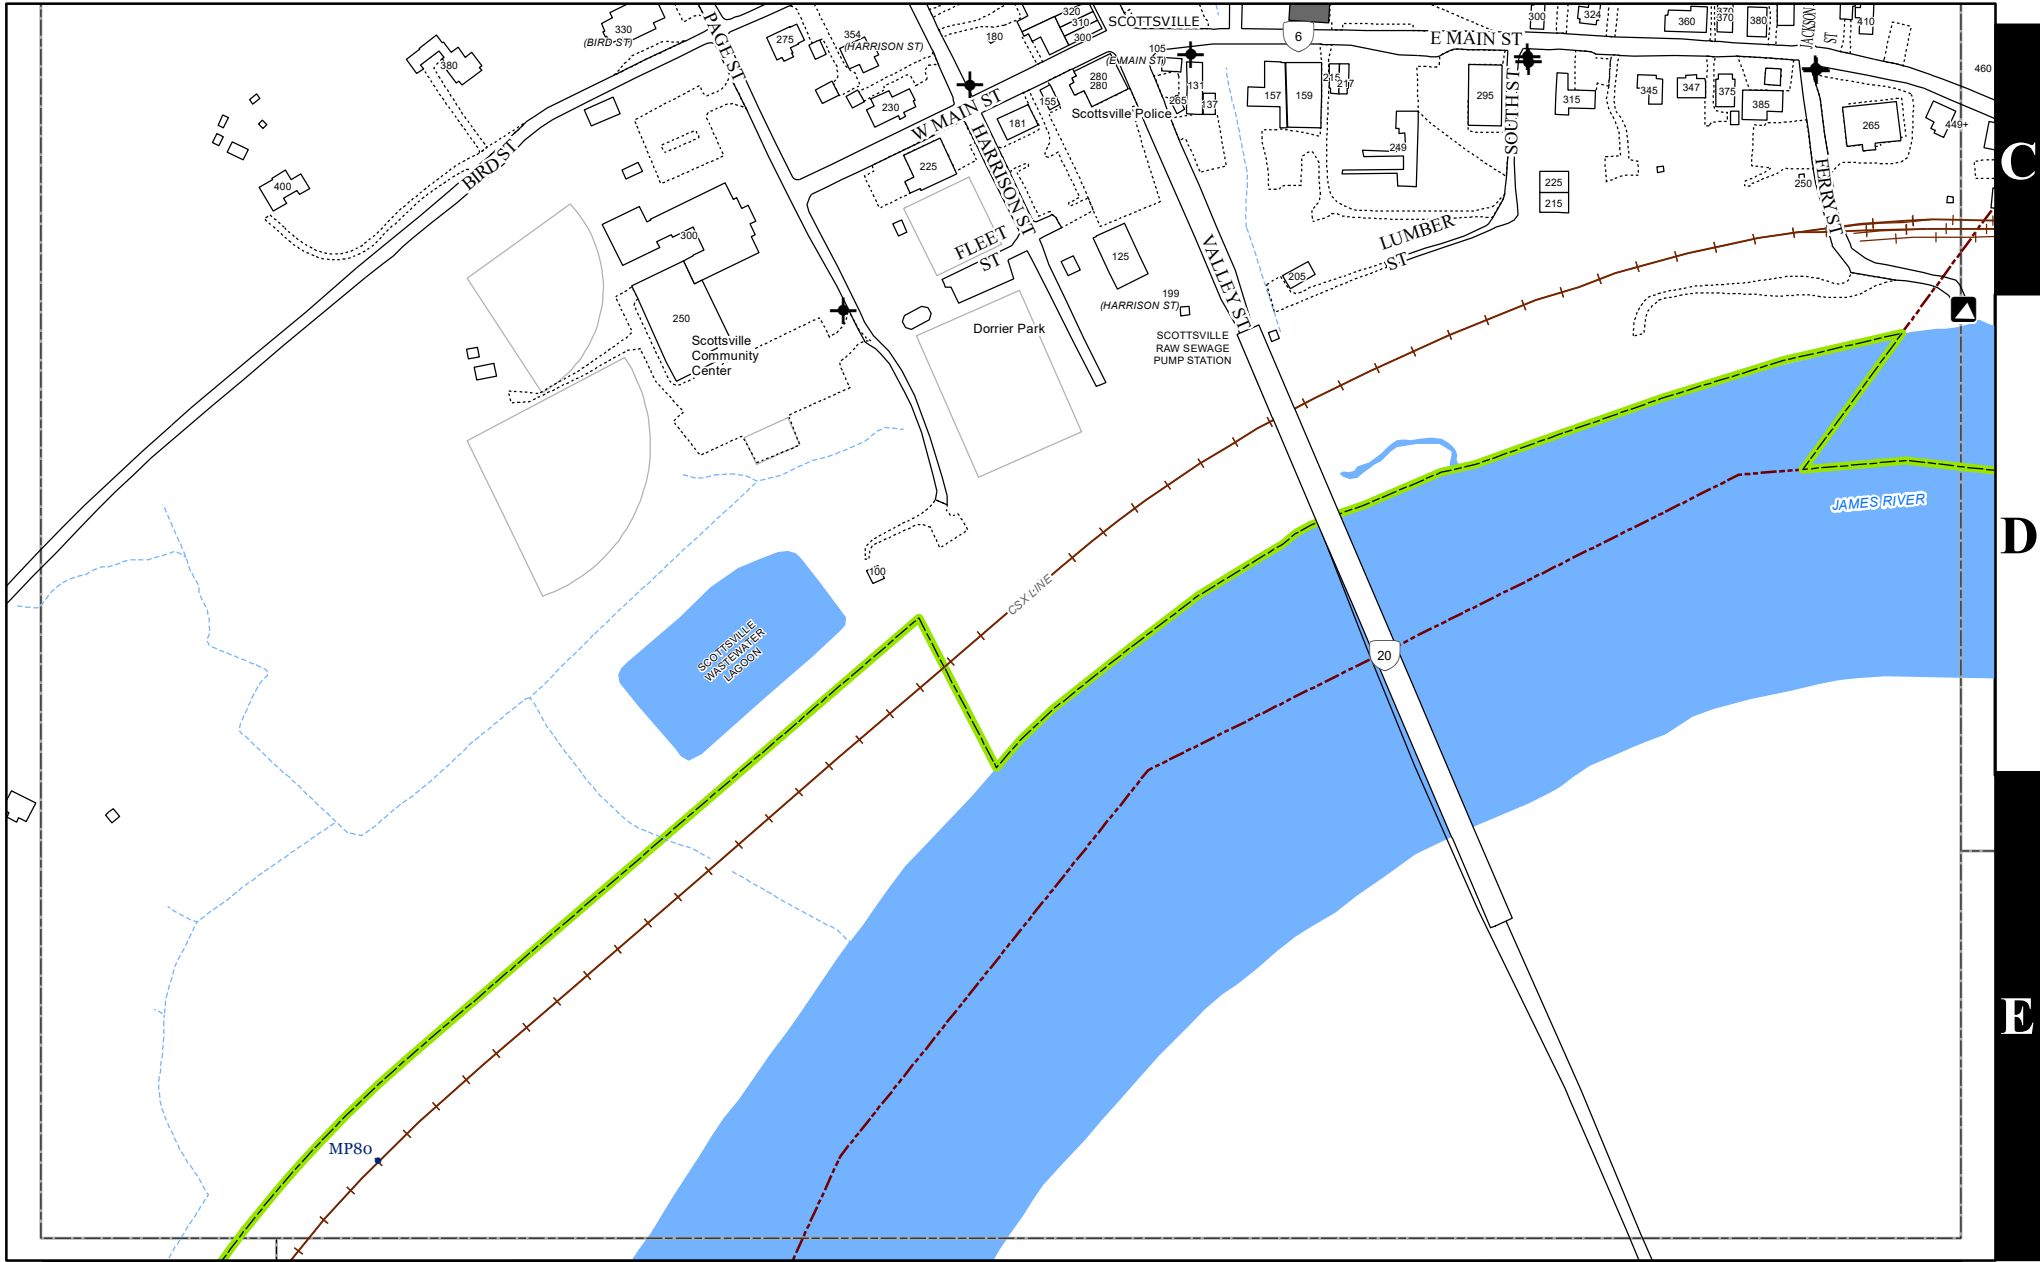 330
(BIRD ST)
PAGE ST
275
354
(HARRISON ST)
320
310
300
180
SCOTTSVILLE
6
E MAIN ST
300
324
360
370
370
380
JACKSON ST
410
460
380
105
(E MAIN ST)
280
280
131
265
137
157
159
215
217
295
SOUTH ST
315
345
347
375
385
265
449+
C
230
W MAIN ST
155
Scottsville Police
181
HARRISON ST
225
249
BIRD ST
400
225
215
250
FERRY ST
300
FLEET
ST
125
VALLEY ST
LUMBER
ST
205
199
(HARRISON ST)
250
Scottsville
Community
Center
Dorrier Park
SCOTTSVILLE
RAW SEWAGE
PUMP STATION
JAMES RIVER
D
100
CSX LINE
SCOTTSVILLE
WASTEWATER
LAGOON
20
E
MP80